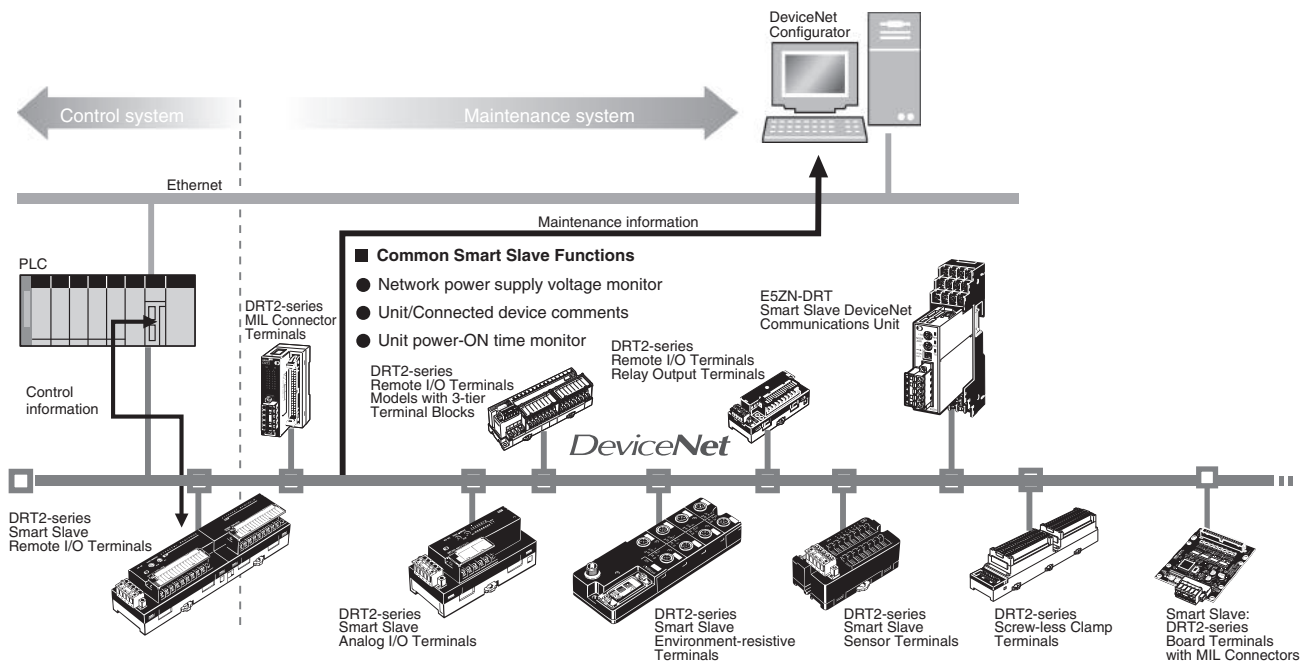 DeviceNet
Configurator
Control system
Maintenance system
Ethernet
Maintenance information
■ Common Smart Slave Functions
● Network power supply voltage monitor
● Unit/Connected device comments
● Unit power-ON time monitor
PLC
DRT2-series
MIL Connector
Terminals
E5ZN-DRT
Smart Slave DeviceNet
Communications Unit
DRT2-series
Remote I/O Terminals
Relay Output Terminals
DRT2-series
Remote I/O Terminals
Models with 3-tier
Terminal Blocks
Control
information
DeviceNet
DRT2-series
Smart Slave
Remote I/O Terminals
DRT2-series
Smart Slave
Analog I/O Terminals
DRT2-series
Smart Slave
Environment-resistive
Terminals
DRT2-series
Smart Slave
Sensor Terminals
DRT2-series
Screw-less Clamp
Terminals
Smart Slave:
DRT2-series
Board Terminals
with MIL Connectors